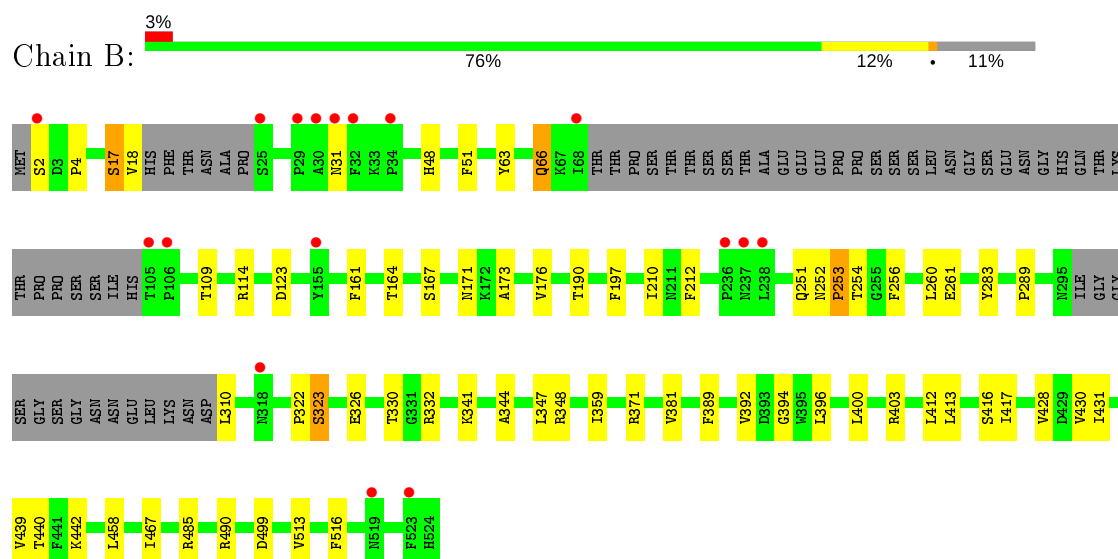 3%
Chain B:
76% 12% • 11%
MET S2 D3 P4 S17 V18 HIS PHE THR ASN ALA PRO S25 P29 A30 N31 F32 K33 P34 H48 F51 Y63 Q66 K67 I68 THR THR PRO SER THR THR SER SER THR ALA GLU GLU GLU PRO PRO SER SER SER LEU ASN GLY SER GLU ASN GLY HIS GLN THR LYS
THR PRO PRO SER SER ILE HIS T105 P106 T109 R114 D123 Y155 F161 T164 S167 N171 K172 A173 V176 T190 F197 I210 N211 F212 P236 N237 L238 Q251 N252 P253 T254 G255 F256 L260 E261 Y283 P289 N295 ILE GLY GLY
SER GLY SER GLY ASN ASN GLU LEU LYS ASN ASP L310 N318 P322 S323 E326 T330 G331 R332 K341 A344 L347 R348 I359 R371 V381 F389 V392 D393 G394 W395 L396 L400 R403 L412 L413 S416 I417 V428 D429 V430 I431
V439 T440 F441 K442 L458 I467 R485 R490 D499 V513 F516 N519 F523 H524